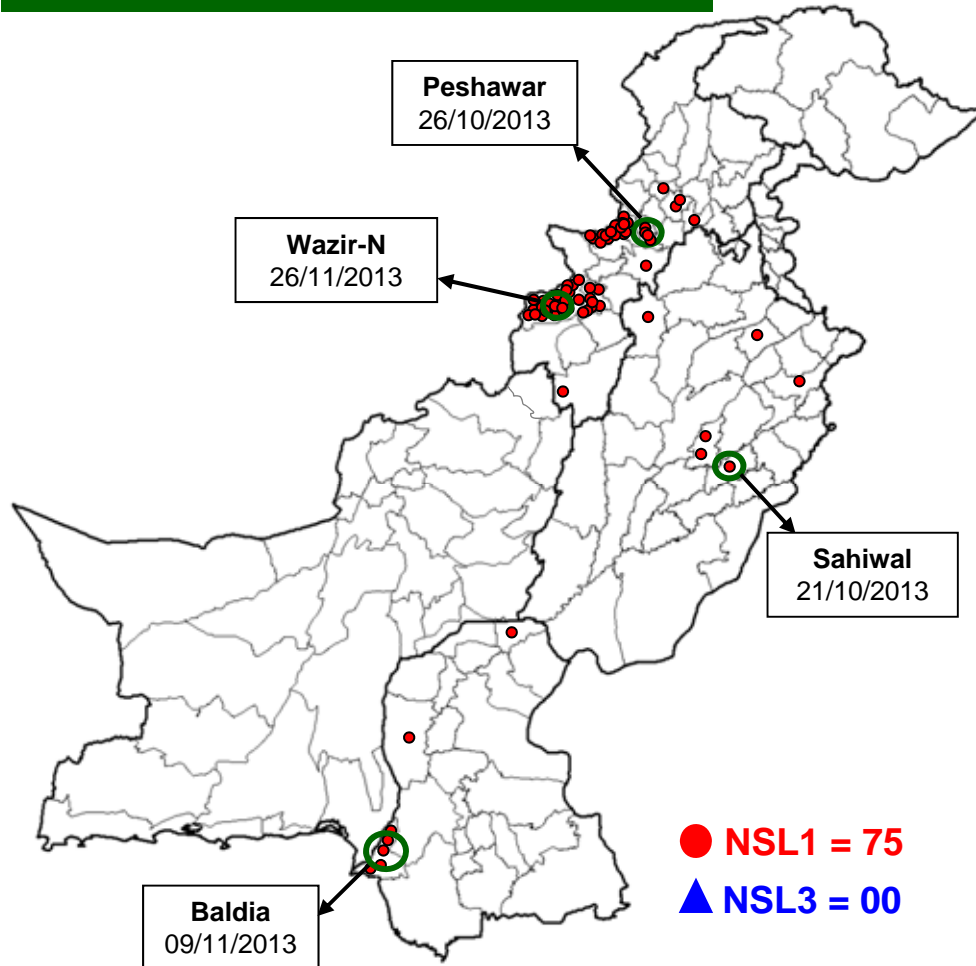 Peshawar
26/10/2013
Wazir-N
26/11/2013
Sahiwal
21/10/2013
NSL1 = 75
NSL3 = 00
Baldia
09/11/2013